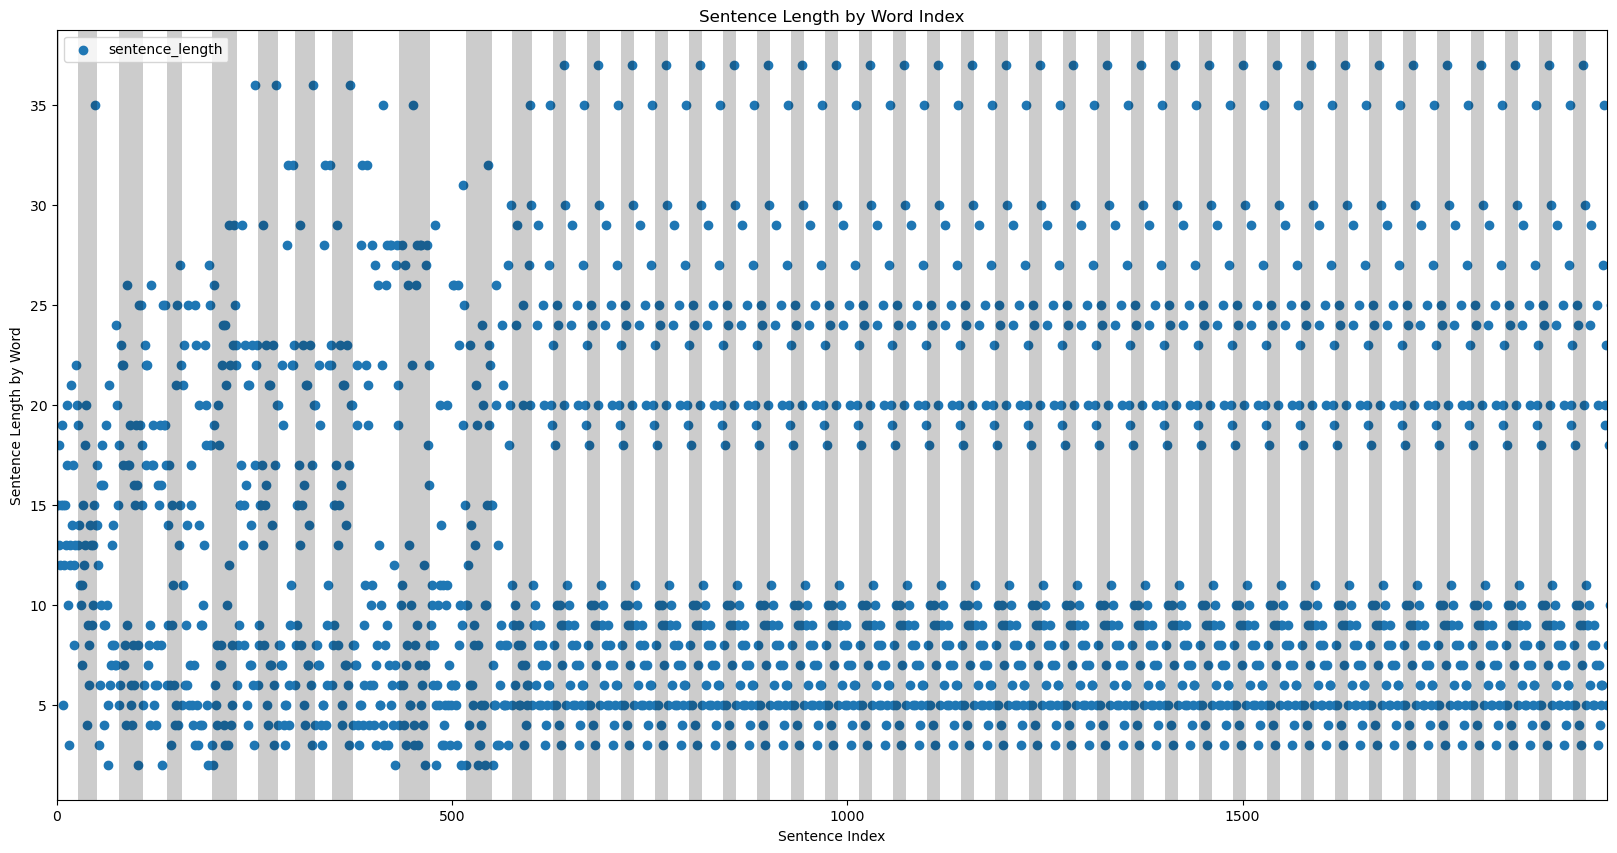 Sentence Length by Word Index
sentence_length
Sentence Length by Word
35
30
25
20
15
10
5
0 500 1000 1500
Sentence Index